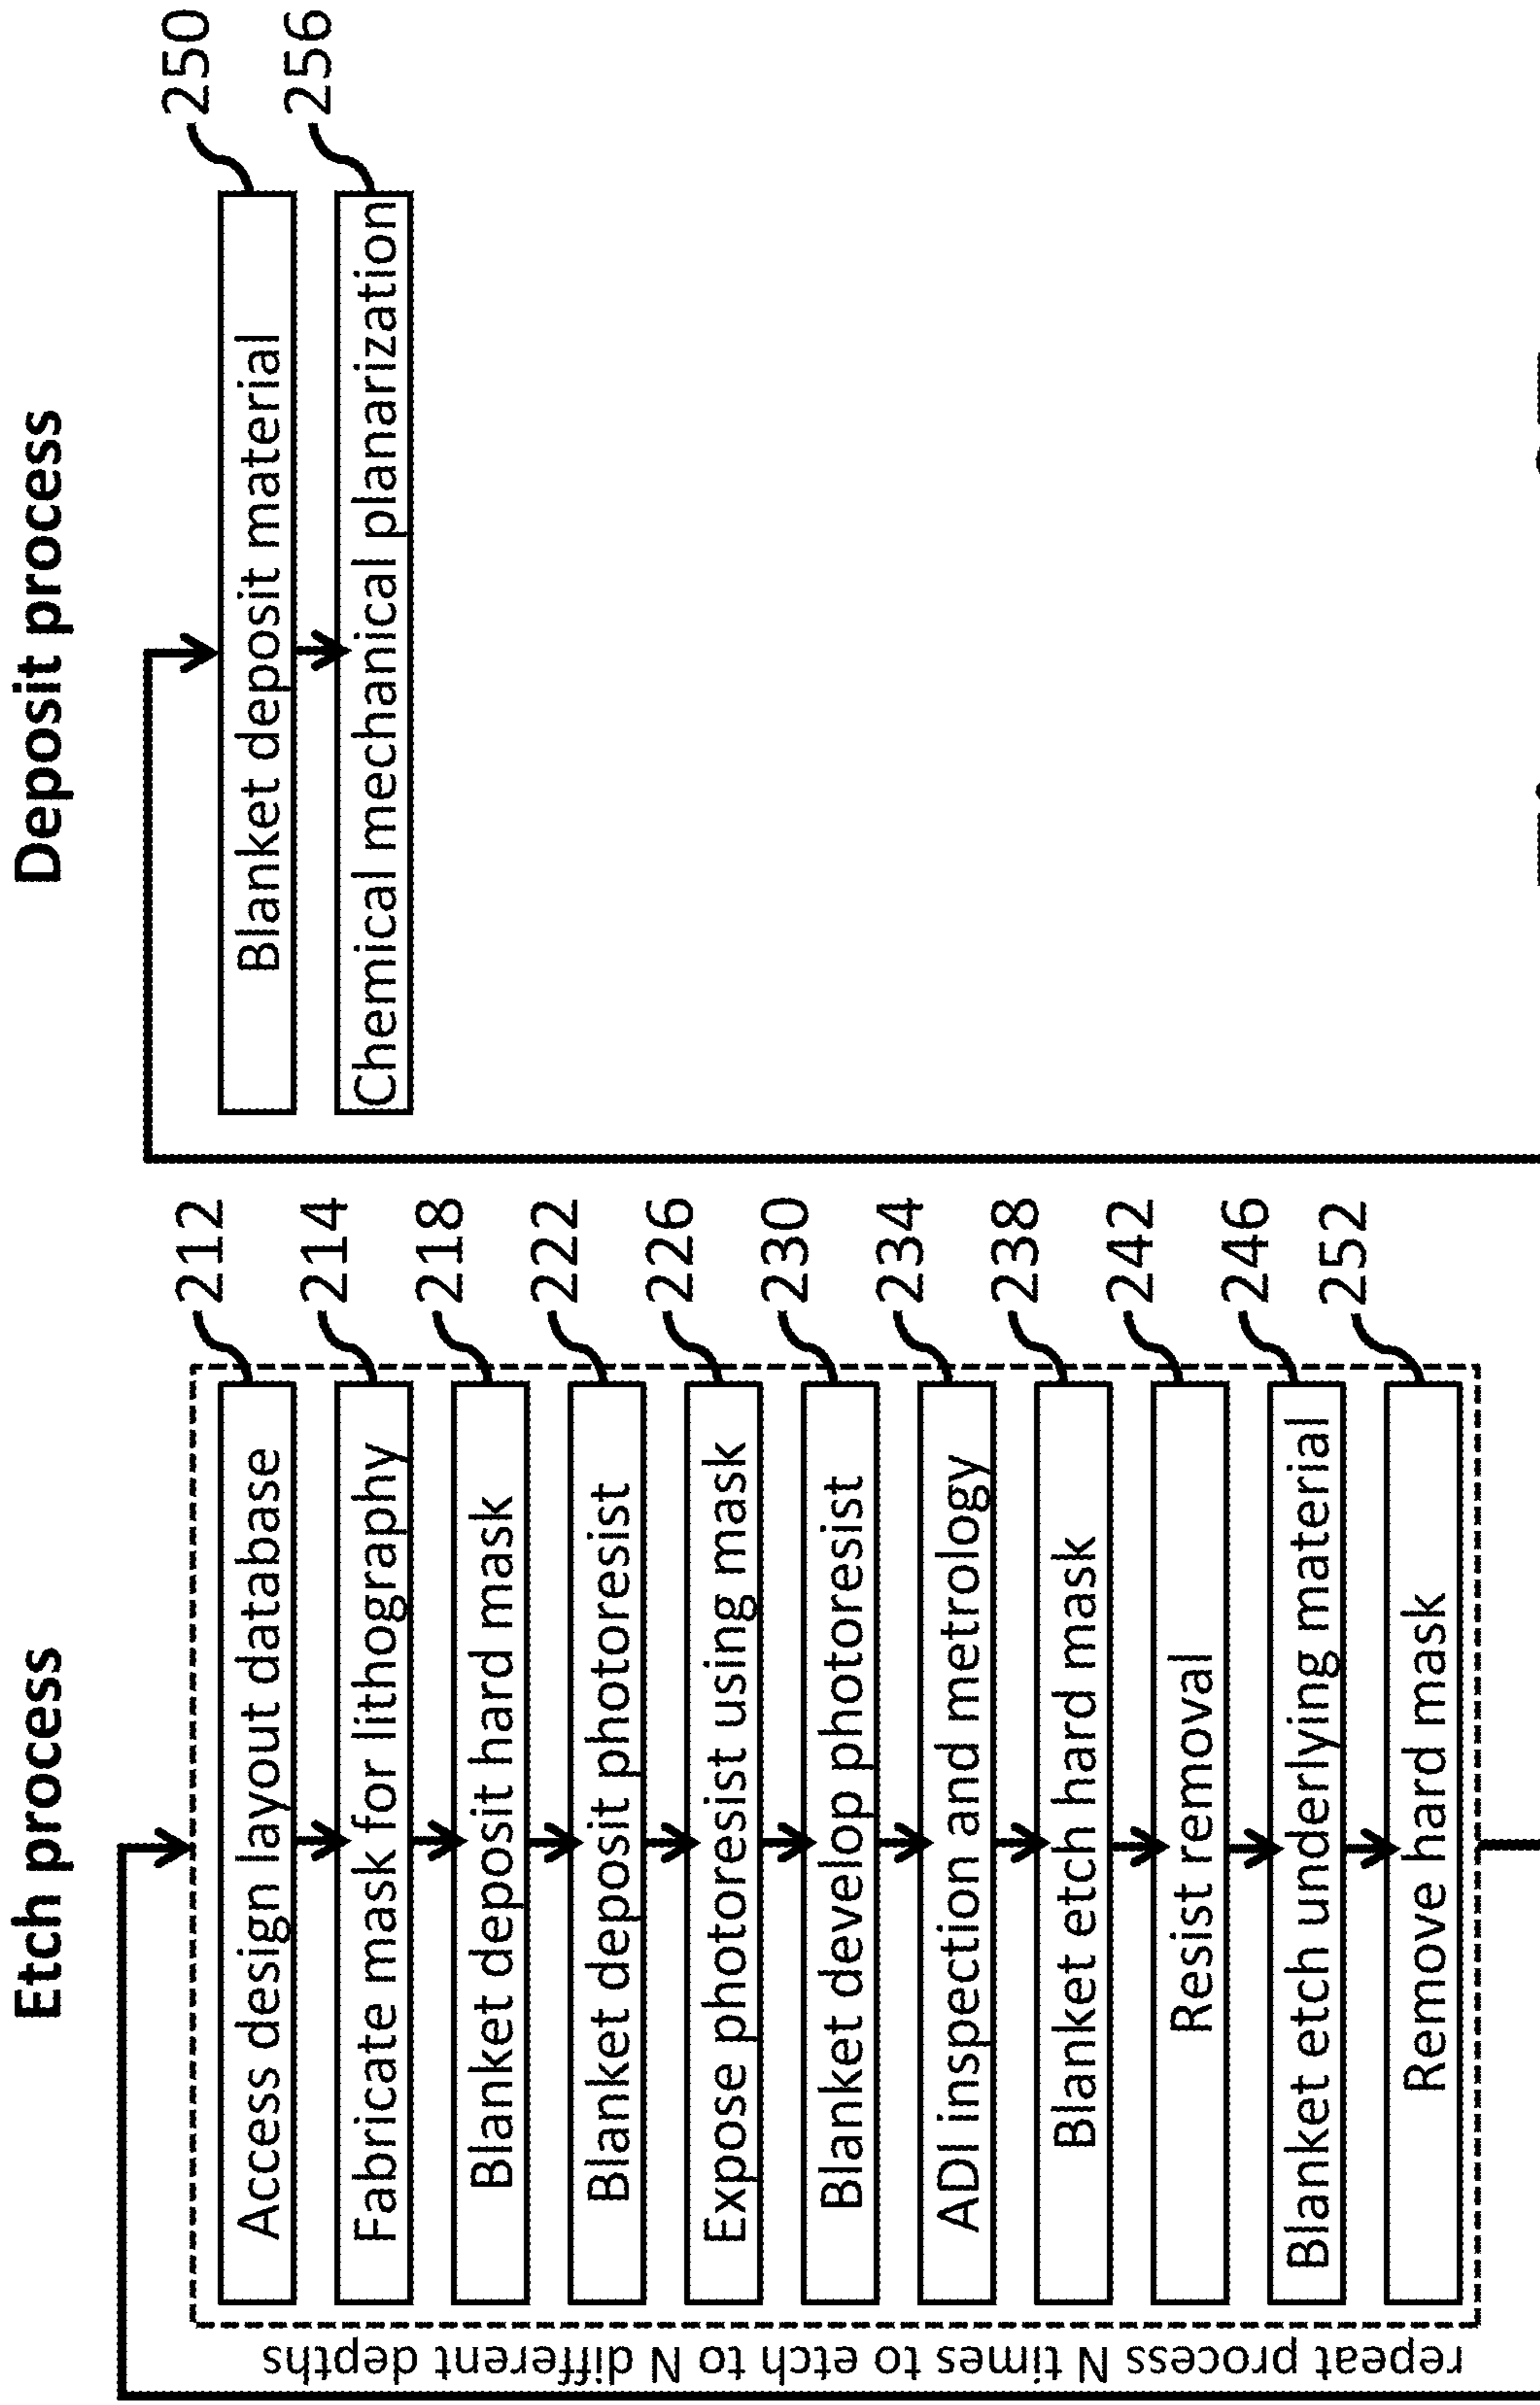 Etch process
Access design layout database
212
Fabricate mask for lithography
214
Blanket deposit hard mask
218
Blanket deposit photoresist
222
Expose photoresist using mask
226
Blanket develop photoresist
230
ADI inspection and metrology
234
Blanket etch hard mask
238
Resist removal
242
Blanket etch underlying material
246
Remove hard mask
252
repeat process N times to etch to N different depths
Deposit process
Blanket deposit material
250
Chemical mechanical planarization
256